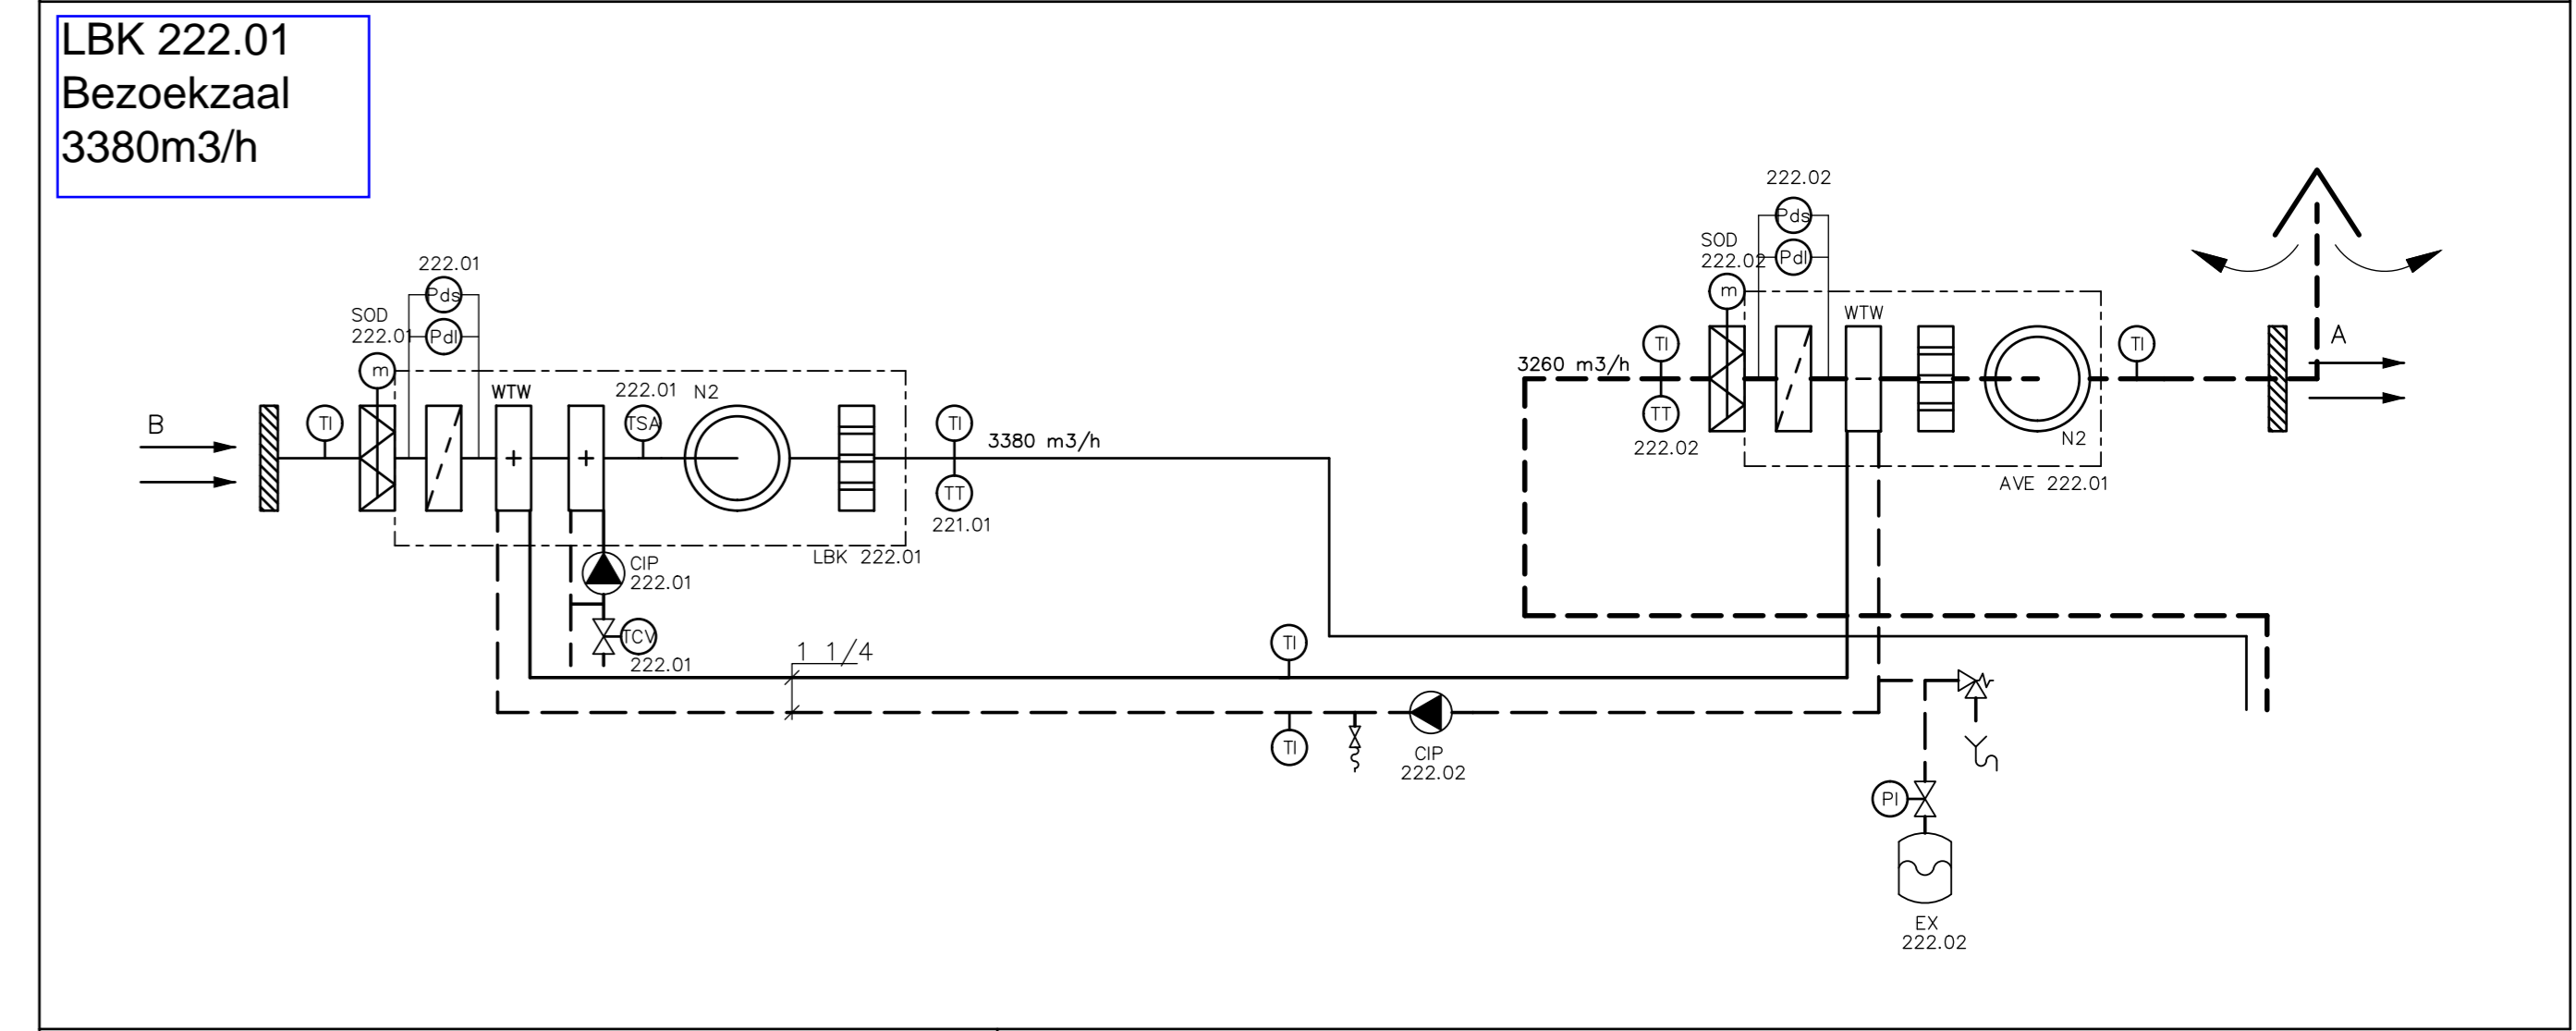 LBK 222.01
Bezoekzaal
3380m3/h
222.01
Pds
Pdl
SOD
222.01
m
B
TI
WTW
+
+
222.01
TSA
N2
TI
3380 m3/h
TT
221.01
LBK 222.01
CIP
222.01
TCV
222.01
1 1/4
TI
TI
CIP
222.02
222.02
Pds
Pdl
SOD
222.02
m
WTW
3260 m3/h
TI
TT
222.02
N2
AVE 222.01
TI
A
PI
EX
222.02